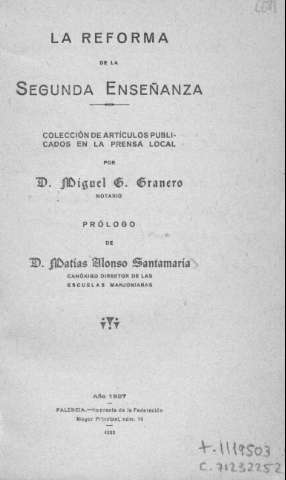 LA REFORMA
DE LA
SEGUNDA ENSEÑANZA
COLECCIÓN DE ARTÍCULOS PUBLI-
CADOS EN LA PRENSA LOCAL
POR
D. Miguel G. Granero
NOTARIO
PRÓLOGO
DE
D. Matías Alonso Santamaría
CANÓNIGO DIRECTOR DE LAS
ESCUELAS MANJONIANAS
AÑO 1927
PALENCIA.—Imprenta de la Federación
Mayor Principal, núm.
t.1119503
C.71232252